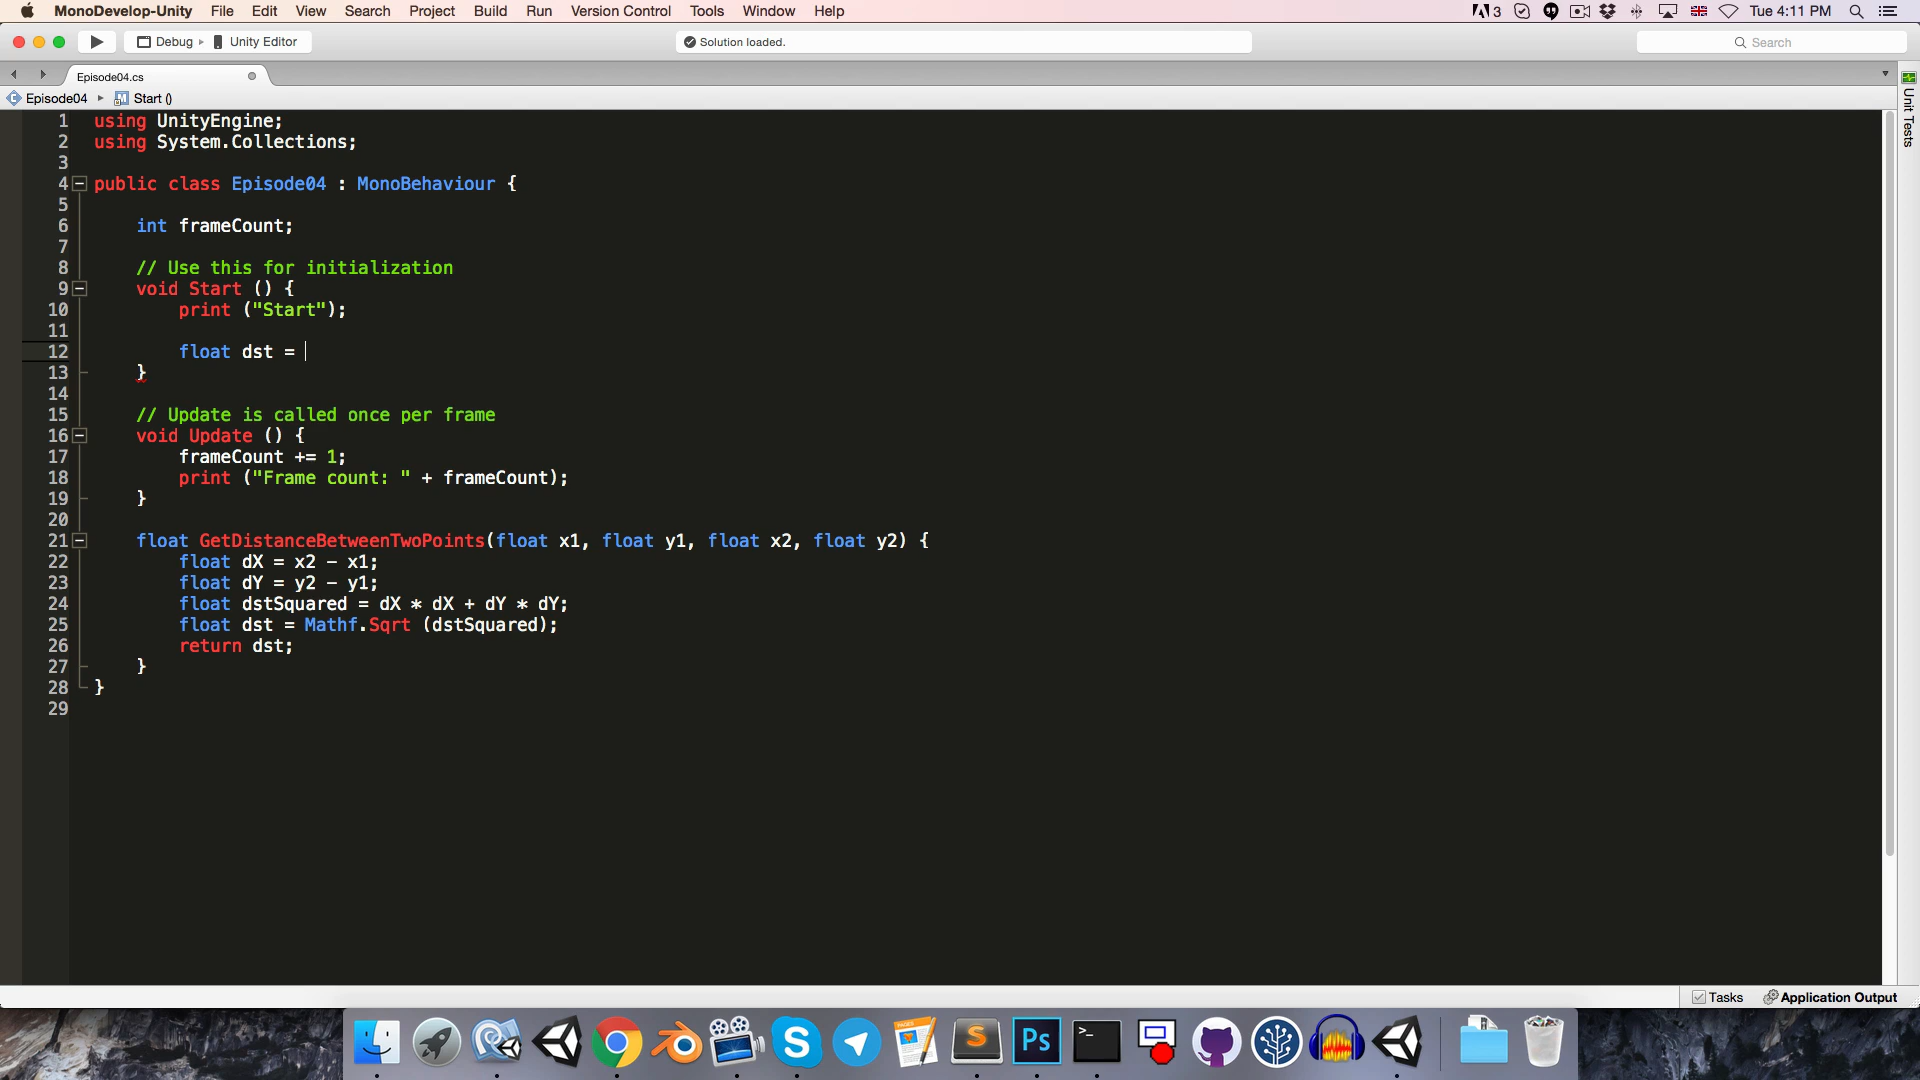 MonoDevelop-Unity File Edit View Search Project Build Run Version Control Tools Window Help 3 Tue 4:11 PM
Debug Unity Editor Solution loaded. Search
Episode04.cs
Episode04 Start ()
1 using UnityEngine;
2 using System.Collections;
3
4 public class Episode04 : MonoBehaviour {
5
6 int frameCount;
7
8 // Use this for initialization
9 void Start () {
10 print ("Start");
11
12 float dst =
13 }
14
15 // Update is called once per frame
16 void Update () {
17 frameCount += 1;
18 print ("Frame count: " + frameCount);
19 }
20
21 float GetDistanceBetweenTwoPoints(float x1, float y1, float x2, float y2) {
22 float dX = x2 - x1;
23 float dY = y2 - y1;
24 float dstSquared = dX * dX + dY * dY;
25 float dst = Mathf.Sqrt (dstSquared);
26 return dst;
27 }
28 }
29
Unit Tests
Tasks Application Output
PAGES S Ps >_